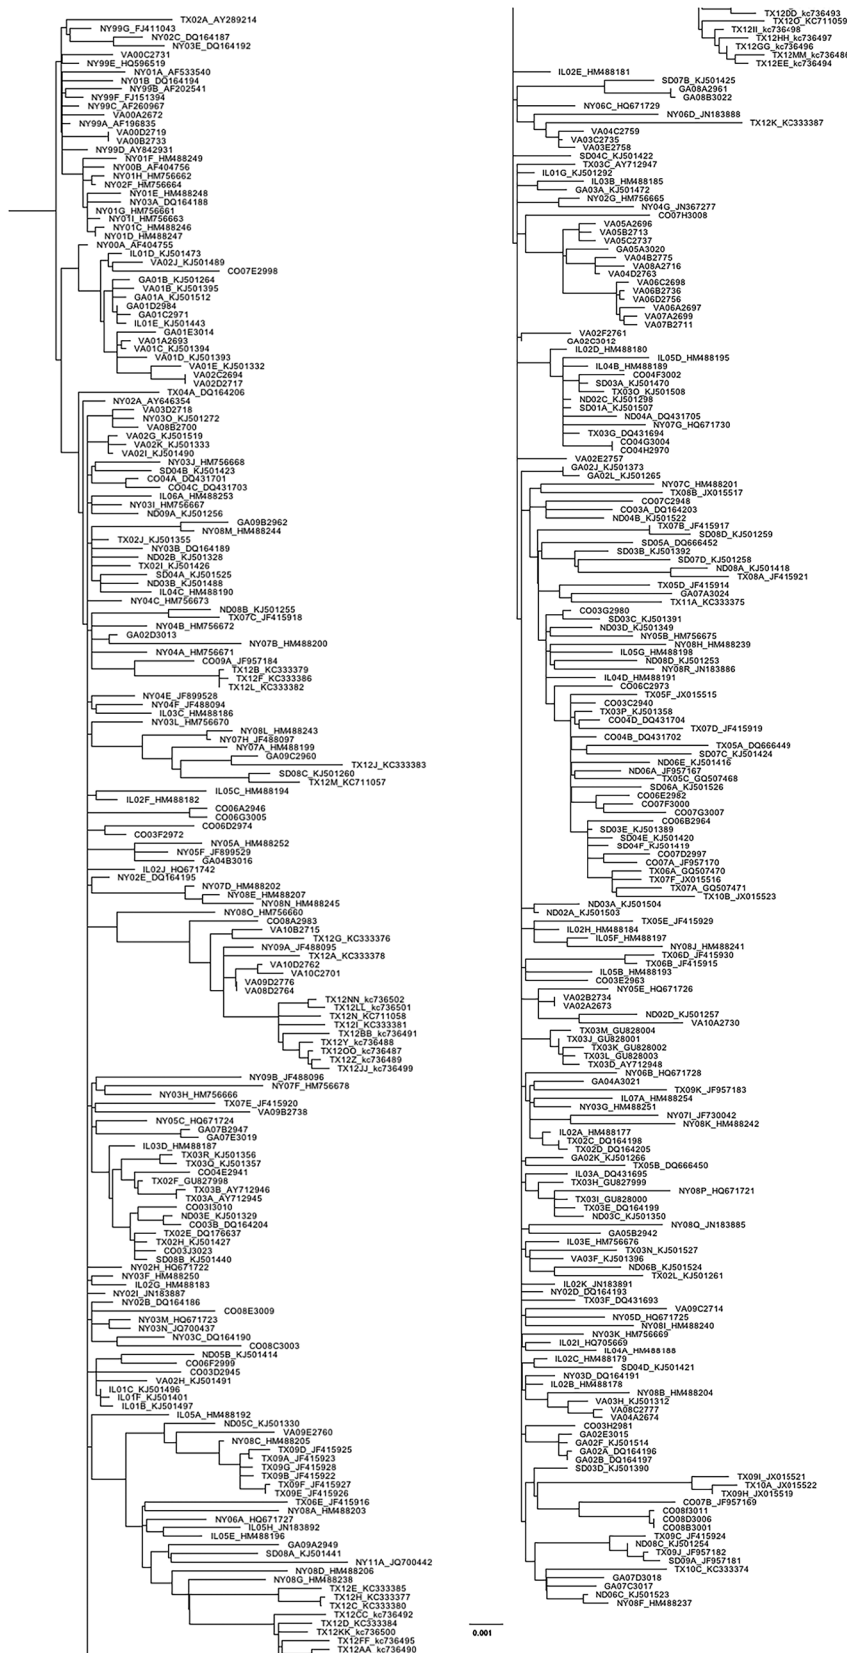 TX02A_AY289214
NY99G_FJ411043
NY02C_DQ164187
NY03E_DQ164192
VA00C2731
NY99E_HQ596519
NY01A_AF533540
NY01B_DQ164194
NY99B_AF202541
NY99F_FJ151394
NY99C_AF260967
VA00A2672
NY99A_AF196835
VA00D2719
VA00B2733
NY99D_AY842931
NY01F_HM488249
NY00B_AF404756
NY01H_HM756662
NY02F_HM756664
NY01E_HM488248
NY03A_DQ164188
NY01G_HM756661
NY01I_HM756663
NY01C_HM488246
NY01D_HM488247
NY00A_AF404755
IL01D_KJ501473
VA02J_KJ501489
CO07E2998
GA01B_KJ501264
VA01B_KJ501395
GA01A_KJ501512
GA01D2984
GA01C2971
IL01E_KJ501443
GA01E3014
VA01A2693
VA01C_KJ501394
VA01D_KJ501393
VA01E_KJ501332
VA02C2694
VA02D2717
TX04A_DQ164206
NY02A_AY646354
VA03D2718
NY03O_KJ501272
VA08B2700
VA02G_KJ501519
VA02K_KJ501333
VA02I_KJ501490
NY03J_HM756668
SD04B_KJ501423
CO04A_DQ431701
CO04C_DQ431703
IL06A_HM488253
NY03I_HM756667
ND09A_KJ501256
GA09B2962
NY08M_HM488244
TX02J_KJ501355
NY03B_DQ164189
ND02B_KJ501328
TX02I_KJ501426
SD04A_KJ501525
ND03B_KJ501488
IL04C_HM488190
NY04C_HM756673
ND08B_KJ501255
TX07C_JF415918
NY04B_HM756672
GA02D3013
NY07B_HM488200
NY04A_HM756671
CO09A_JF957184
TX12B_KC333379
TX12F_KC333386
TX12L_KC333382
NY04E_JF899528
NY04F_JF488094
IL03C_HM488186
NY03L_HM756670
NY08L_HM488243
NY07H_JF488097
NY07A_HM488199
GA09C2960
TX12J_KC333383
SD08C_KJ501260
TX12M_KC711057
IL05C_HM488194
IL02F_HM488182
CO06A2946
CO06G3005
CO06D2974
CO03F2972
NY05A_HM488252
NY05F_JF899529
GA04B3016
IL02J_HQ671742
NY02E_DQ164195
NY07D_HM488202
NY08E_HM488207
NY08N_HM488245
NY08O_HM756660
CO08A2983
VA10B2715
TX12G_KC333376
NY09A_JF488095
TX12A_KC333378
VA10D2762
VA10C2701
VA09D2776
VA08D2764
TX12NN_kc736502
TX12LL_kc736501
TX12N_KC711058
TX12I_KC333381
TX12BB_kc736491
TX12Y_kc736488
TX12OO_kc736487
TX12Z_kc736489
TX12JJ_kc736499
NY09B_JF488096
NY07F_HM756678
NY03H_HM756666
TX07E_JF415920
VA09B2738
NY05C_HQ671724
GA07B2947
GA07E3019
IL03D_HM488187
TX03R_KJ501356
TX03Q_KJ501357
CO04E2941
TX02F_GU827998
TX03B_AY712946
TX03A_AY712945
CO03I3010
ND03E_KJ501329
CO03B_DQ164204
TX02E_DQ176637
TX02H_KJ501427
CO03J3023
SD08B_KJ501440
NY02H_HQ671722
NY03F_HM488250
IL02G_HM488183
NY02I_JN183887
NY02B_DQ164186
CO08E3009
NY03M_HQ671723
NY03N_JQ700437
NY03C_DQ164190
CO08C3003
ND05B_KJ501414
CO06F2999
CO03D2945
VA02H_KJ501491
IL01C_KJ501496
IL01F_KJ501401
IL01B_KJ501497
IL05A_HM488192
ND05C_KJ501330
VA09E2760
NY08C_HM488205
TX09D_JF415925
TX09A_JF415923
TX09G_JF415928
TX09B_JF415922
TX09F_JF415927
TX09E_JF415926
TX06E_JF415916
NY08A_HM488203
NY06A_HQ671727
IL05H_JN183892
IL05E_HM488196
GA09A2949
SD08A_KJ501441
NY11A_JQ700442
NY08D_HM488206
NY08G_HM488238
TX12E_KC333385
TX12H_KC333377
TX12C_KC333380
TX12CC_kc736492
TX12D_KC333384
TX12KK_kc736500
TX12FF_kc736495
TX12AA_kc736490
TX12DD_kc736493
TX12O_KC711059
TX12II_kc736498
TX12HH_kc736497
TX12GG_kc736496
TX12MM_kc736486
TX12EE_kc736494
IL02E_HM488181
SD07B_KJ501425
GA08A2961
GA08B3022
NY06C_HQ671729
NY06D_JN183888
TX12K_KC333387
VA04C2759
VA03C2735
VA03E2758
SD04C_KJ501422
TX03C_AY712947
IL01G_KJ501292
IL03B_HM488185
GA03A_KJ501472
NY02G_HM756665
NY04G_JN367277
CO07H3008
VA05A2696
VA05B2713
VA05C2737
GA05A3020
VA04B2775
VA08A2716
VA04D2763
VA06C2698
VA06B2736
VA06D2756
VA06A2697
VA07A2699
VA07B2711
VA02F2761
GA02C3012
IL02D_HM488180
IL05D_HM488195
IL04B_HM488189
CO04F3002
SD03A_KJ501470
TX03O_KJ501508
ND02C_KJ501298
SD01A_KJ501507
ND04A_DQ431705
NY07G_HQ671730
TX03G_DQ431694
CO04G3004
CO04H2970
VA02E2757
GA02J_KJ501373
GA02L_KJ501265
NY07C_HM488201
TX08B_JX015517
CO07C2948
CO03A_DQ164203
ND04B_KJ501522
TX07B_JF415917
SD08D_KJ501259
SD05A_DQ666452
SD03B_KJ501392
SD07D_KJ501258
ND08A_KJ501418
TX08A_JF415921
TX05D_JF415914
GA07A3024
TX11A_KC333375
CO03G2980
SD03C_KJ501391
ND03D_KJ501349
NY05B_HM756675
NY08H_HM488239
IL05G_HM488198
ND08D_KJ501253
NY08R_JN183886
IL04D_HM488191
CO06C2973
TX05F_JX015515
CO03C2940
TX03P_KJ501358
CO04D_DQ431704
TX07D_JF415919
CO04B_DQ431702
TX05A_DQ666449
SD07C_KJ501424
ND06E_KJ501416
ND06A_JF957167
TX05C_GQ507468
SD06A_KJ501526
CO06E2982
CO07F3000
CO07G3007
CO06B2964
SD03E_KJ501389
SD04E_KJ501420
SD04F_KJ501419
CO07D2997
CO07A_JF957170
TX06A_GQ507470
TX07F_JX015516
TX07A_GQ507471
TX10B_JX015523
ND03A_KJ501504
ND02A_KJ501503
TX05E_JF415929
IL02H_HM488184
IL05F_HM488197
NY08J_HM488241
TX06D_JF415930
TX06B_JF415915
IL05B_HM488193
CO03E2963
NY05E_HQ671726
VA02B2734
VA02A2673
ND02D_KJ501257
VA10A2730
TX03M_GU828004
TX03J_GU828001
TX03K_GU828002
TX03L_GU828003
TX03D_AY712948
NY06B_HQ671728
GA04A3021
TX09K_JF957183
IL07A_HM488254
NY03G_HM488251
NY07I_JF730042
NY08K_HM488242
IL02A_HM488177
TX02C_DQ164198
TX02D_DQ164205
GA02K_KJ501266
TX05B_DQ666450
IL03A_DQ431695
TX03H_GU827999
NY08P_HQ671721
TX03I_GU828000
TX03E_DQ164199
ND03C_KJ501350
NY08Q_JN183885
GA05B2942
IL03E_HM756676
TX03N_KJ501527
VA03F_KJ501396
ND06B_KJ501524
TX02L_KJ501261
IL02K_JN183891
NY02D_DQ164193
TX03F_DQ431693
VA09C2714
NY05D_HQ671725
NY08I_HM488240
NY03K_HM756669
IL02I_HQ705669
IL04A_HM488188
IL02C_HM488179
SD04D_KJ501421
NY03D_DQ164191
IL02B_HM488178
NY08B_HM488204
VA03H_KJ501312
VA08C2777
VA04A2674
CO03H2981
GA02E3015
GA02F_KJ501514
GA02A_DQ164196
GA02B_DQ164197
SD03D_KJ501390
TX09I_JX015521
TX10A_JX015522
TX09H_JX015519
CO07B_JF957169
CO08I3011
CO08D3006
CO08B3001
TX09C_JF415924
ND08C_KJ501254
TX09J_JF957182
SD09A_JF957181
TX10C_KC333374
GA07D3018
GA07C3017
ND06C_KJ501523
NY08F_HM488237
0.001